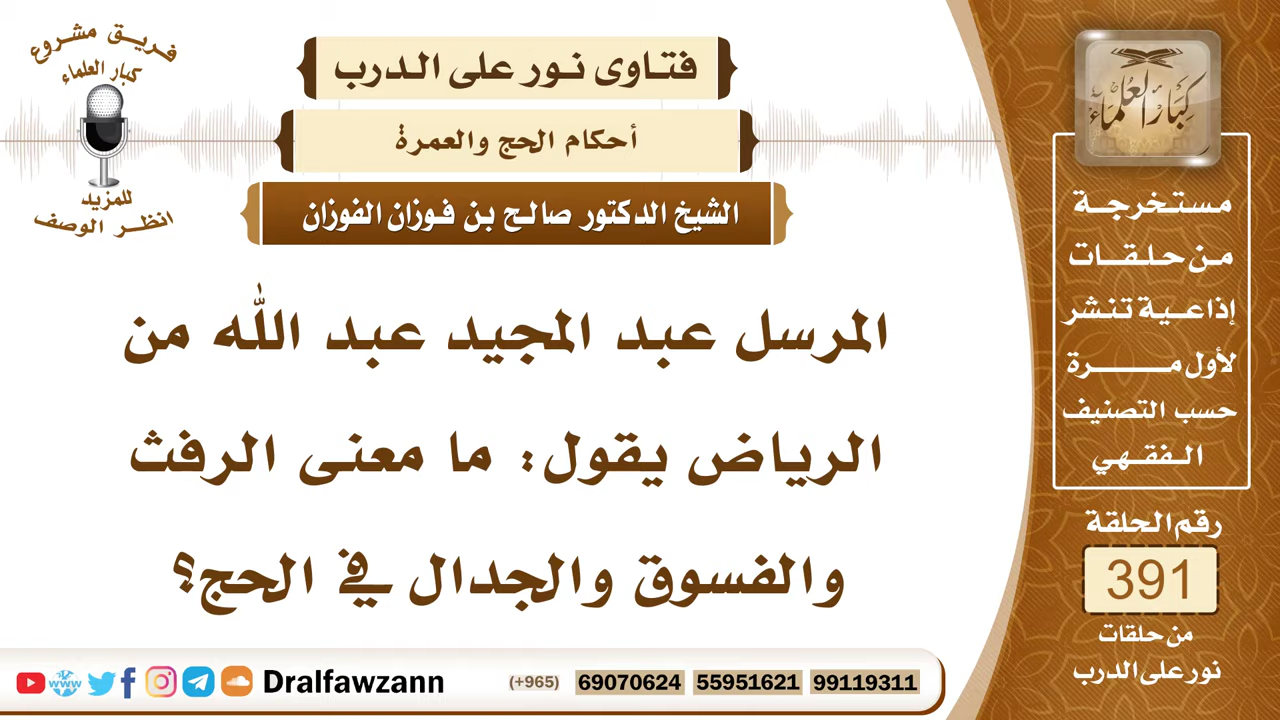 فريق مشروع
كبار العلماء
للمزيد
انظر الوصف
فتاوى نور على الدرب
أحكام الحج والعمرة
الشيخ الدكتور صالح بن فوزان الفوزان
المرسل عبد المجيد عبد الله من
الرياض يقول: ما معنى الرفث
والفسوق والجدال في الحج؟
كبار العلماء
مستخرجة
من حلقات
إذاعية تنشر
لأول مرة
حسب التصنيف
الفقهي
رقم الحلقة
391
من حلقات
نور على الدرب
www Dralfawzann (+965) 69070624 55951621 99119311